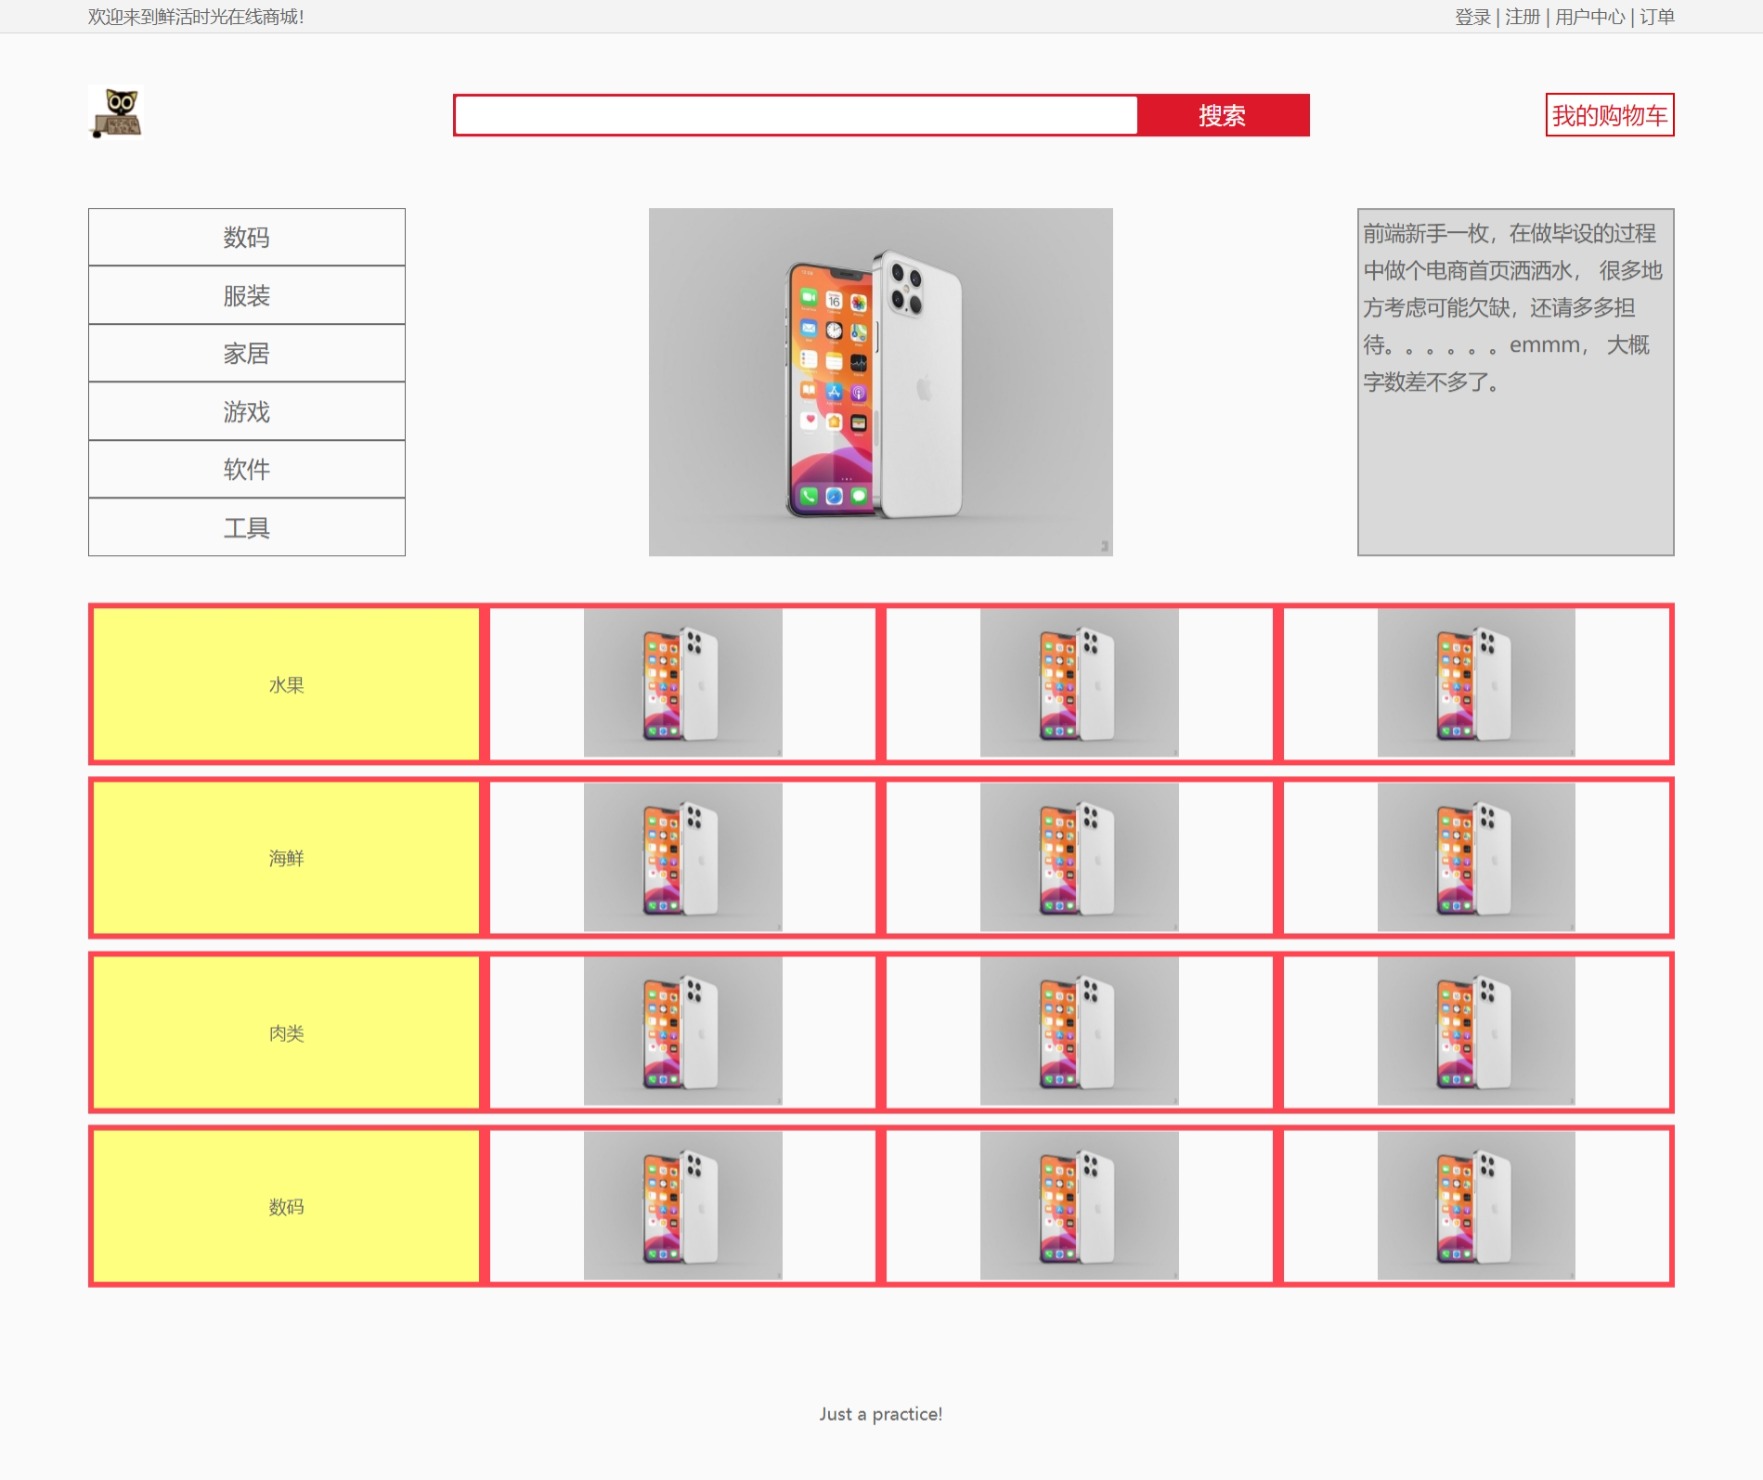 欢迎来到鲜活时光在线商城！
登录 | 注册 | 用户中心 | 订单
搜索
我的购物车
数码
服装
家居
游戏
软件
工具
前端新手一枚，在做毕设的过程
中做个电商首页洒洒水， 很多地
方考虑可能欠缺，还请多多担
待。。。。。。emmm， 大概
字数差不多了。
水果
海鲜
肉类
数码
Just a practice!